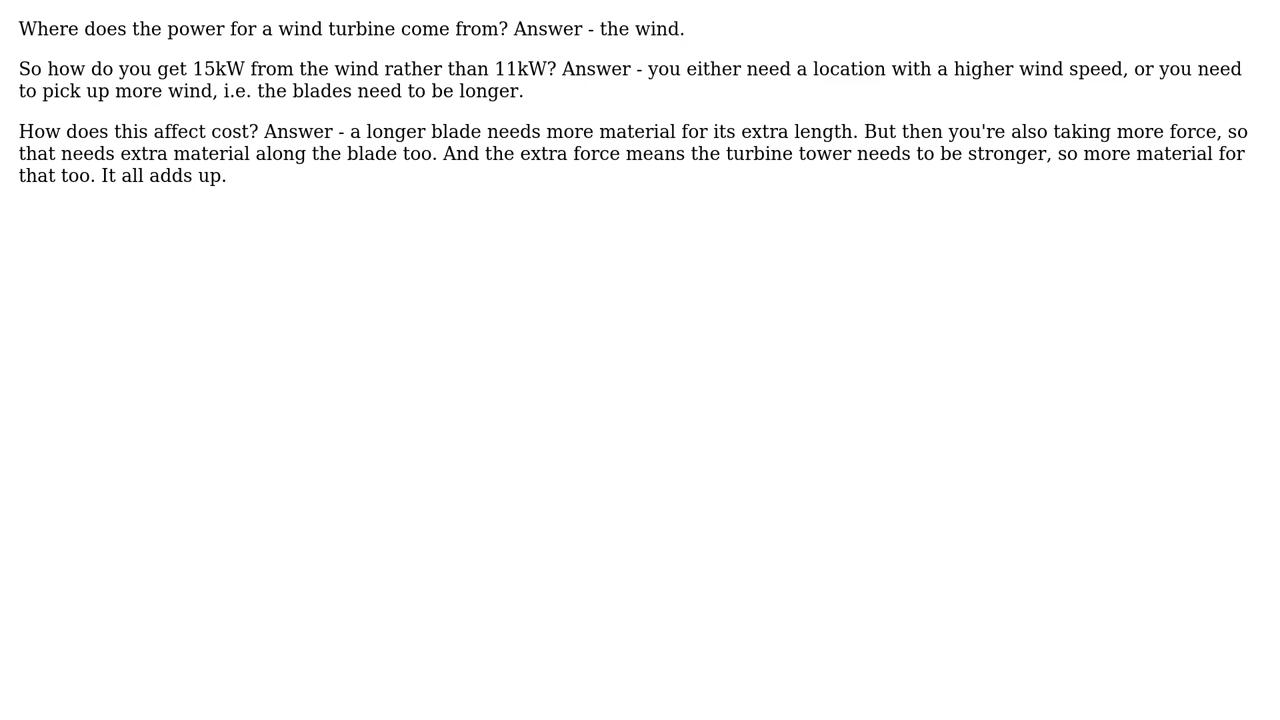 Where does the power for a wind turbine come from? Answer - the wind.
So how do you get 15kW from the wind rather than 11kW? Answer - you either need a location with a higher wind speed, or you need
to pick up more wind, i.e. the blades need to be longer.
How does this affect cost? Answer - a longer blade needs more material for its extra length. But then you're also taking more force, so
that needs extra material along the blade too. And the extra force means the turbine tower needs to be stronger, so more material for
that too. It all adds up.